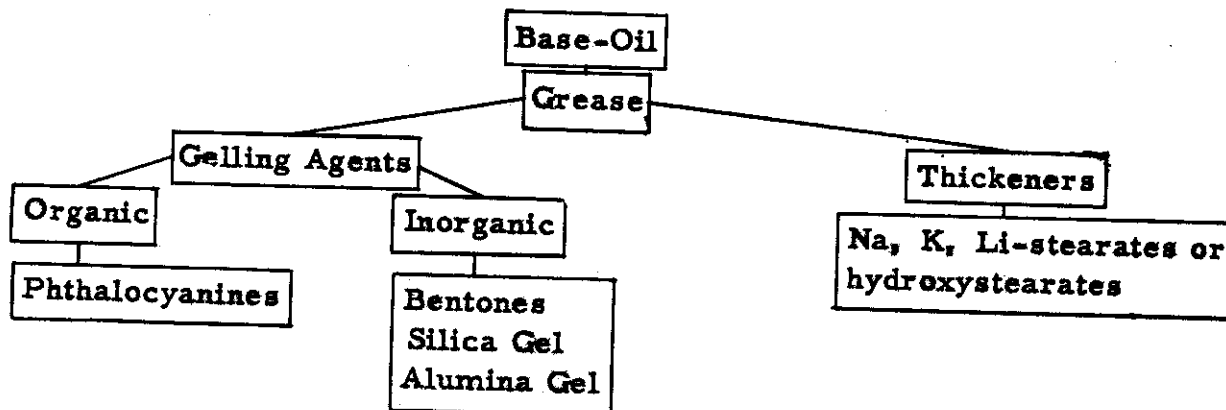 Base-Oil
Grease
Gelling Agents
Thickeners
Organic
Inorganic
Na, K, Li-stearates or
hydroxystearates
Phthalocyanines
Bentones
Silica Gel
Alumina Gel